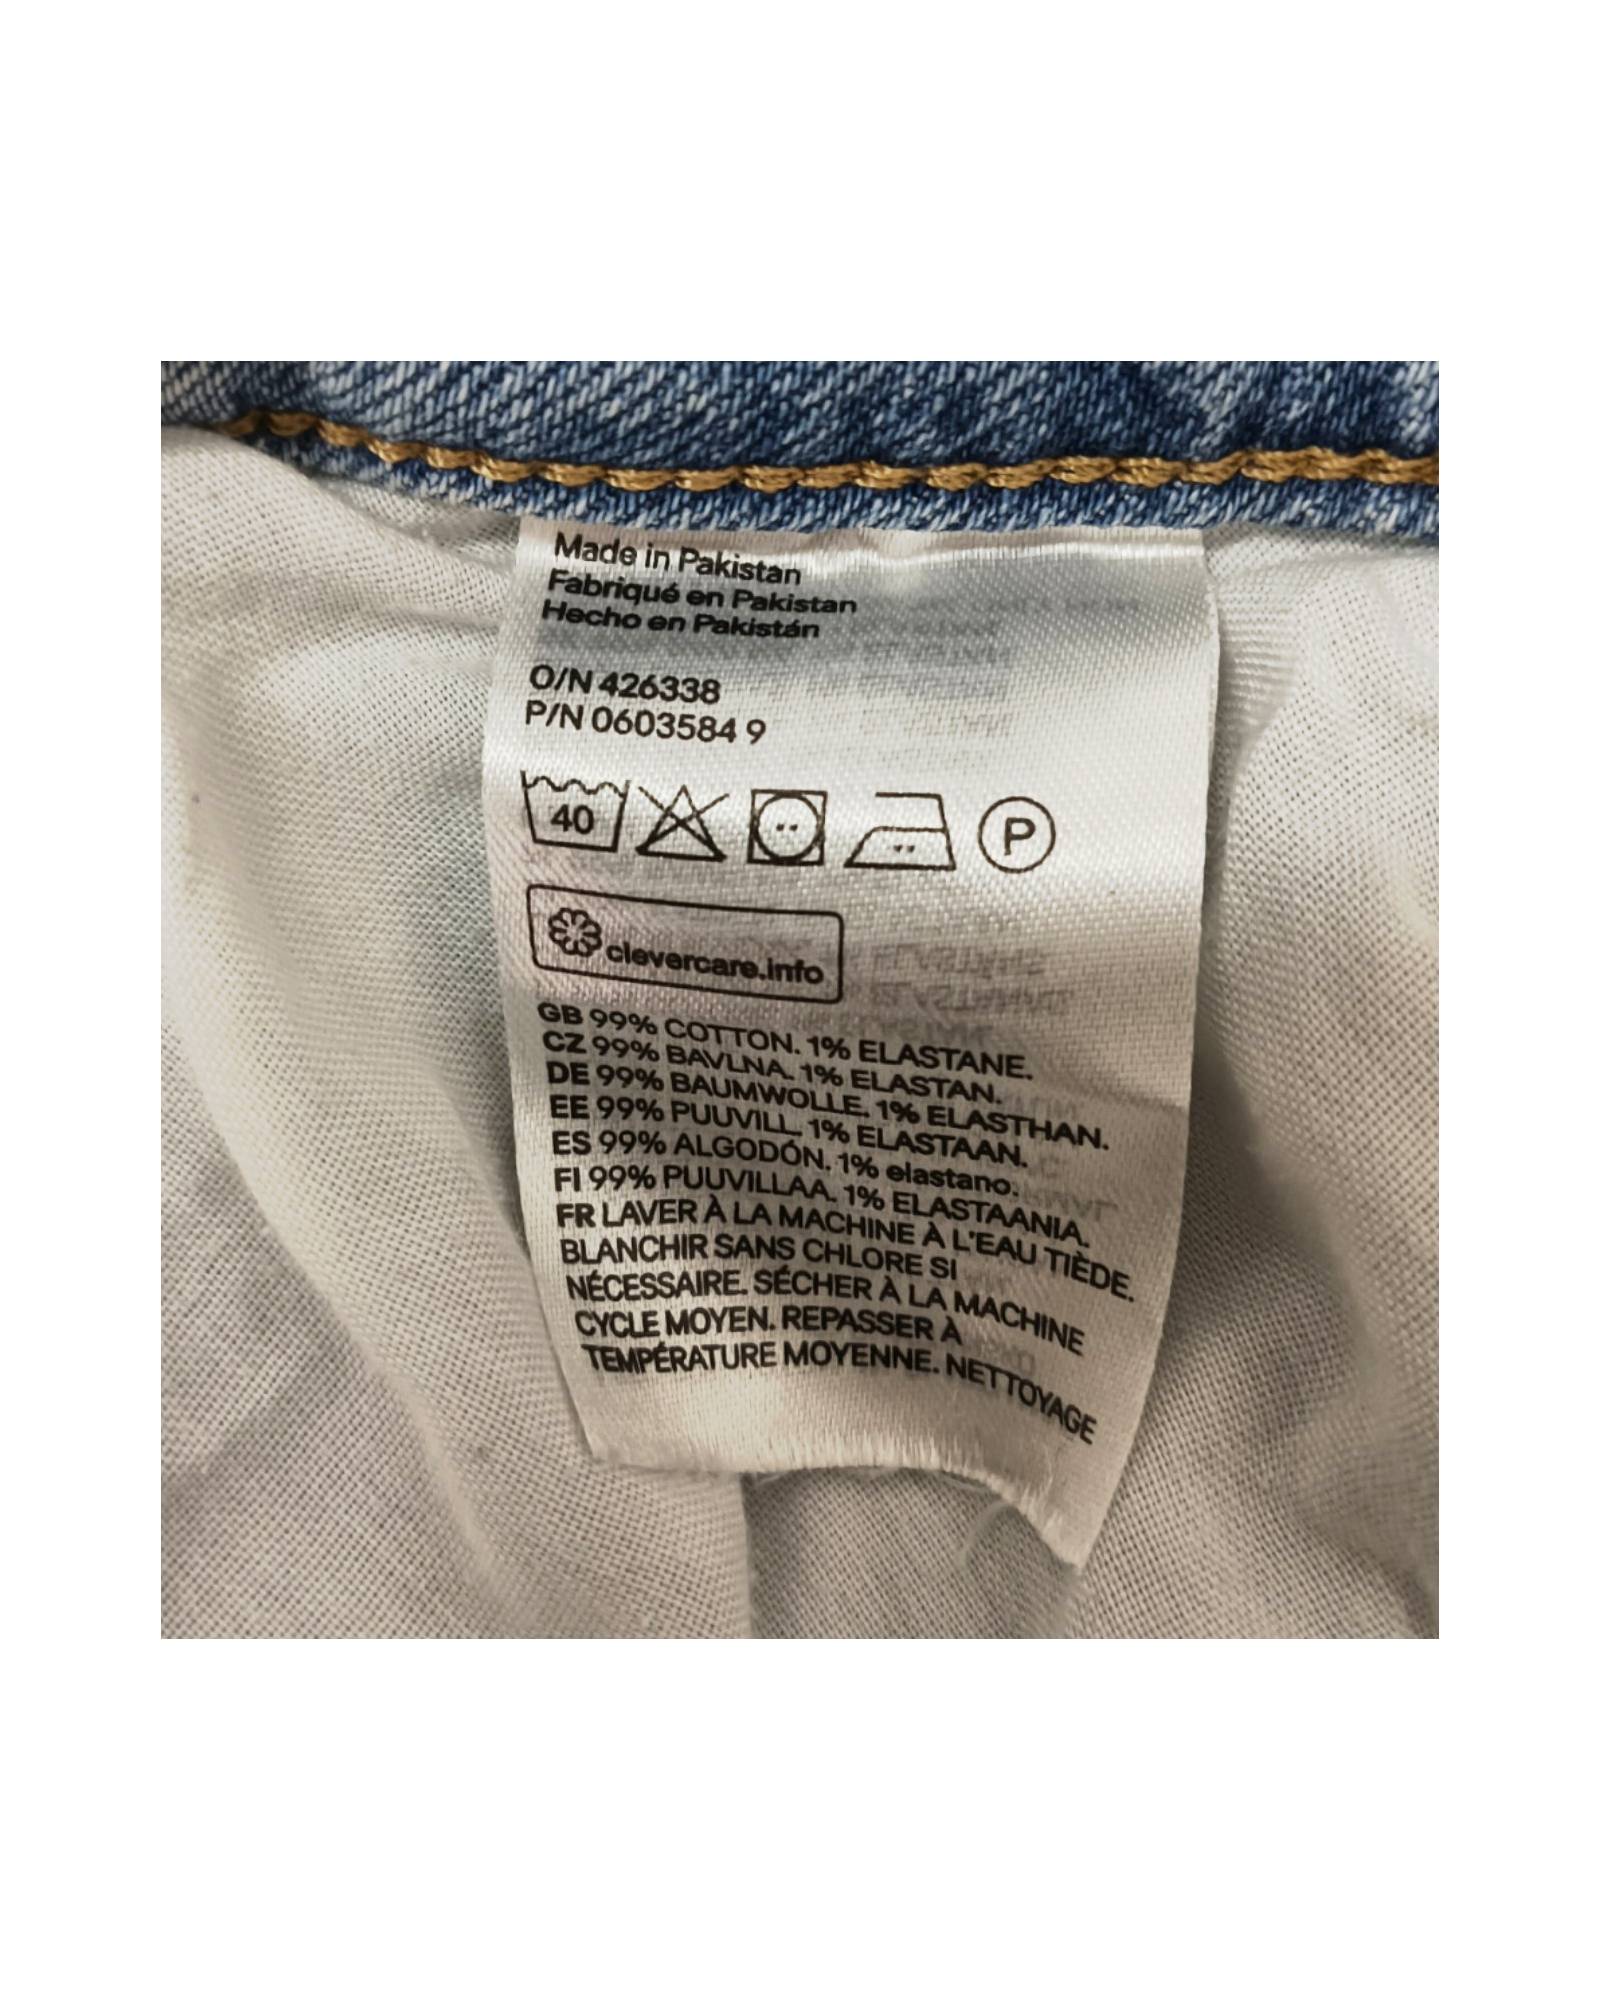 Made in Pakistan
Fabriqué en Pakistan
Hecho en Pakistán
O/N 426338
P/N 0603584 9
40
P
clevercare.info
GB 99% COTTON. 1% ELASTANE.
CZ 99% BAVLNA. 1% ELASTAN.
DE 99% BAUMWOLLE. 1% ELASTHAN.
EE 99% PUUVILL. 1% ELASTAAN.
ES 99% ALGODÓN. 1% elastano.
FI 99% PUUVILLAA. 1% ELASTAANIA.
FR LAVER À LA MACHINE À L'EAU TIÈDE.
BLANCHIR SANS CHLORE SI
NÉCESSAIRE. SÉCHER À LA MACHINE
CYCLE MOYEN. REPASSER À
TEMPÉRATURE MOYENNE. NETTOYAGE